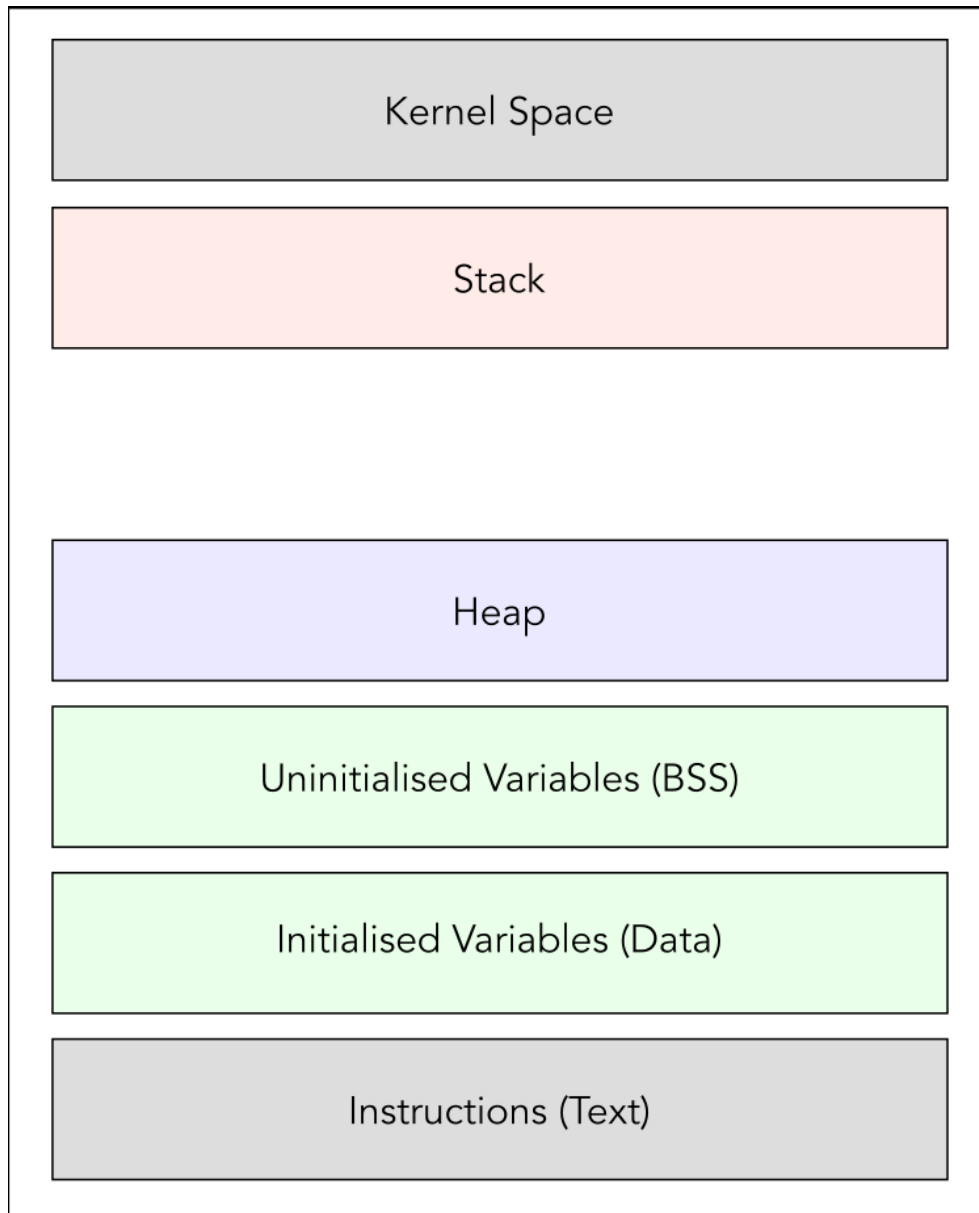 Kernel Space
Stack
Heap
Uninitialised Variables (BSS)
Initialised Variables (Data)
Instructions (Text)